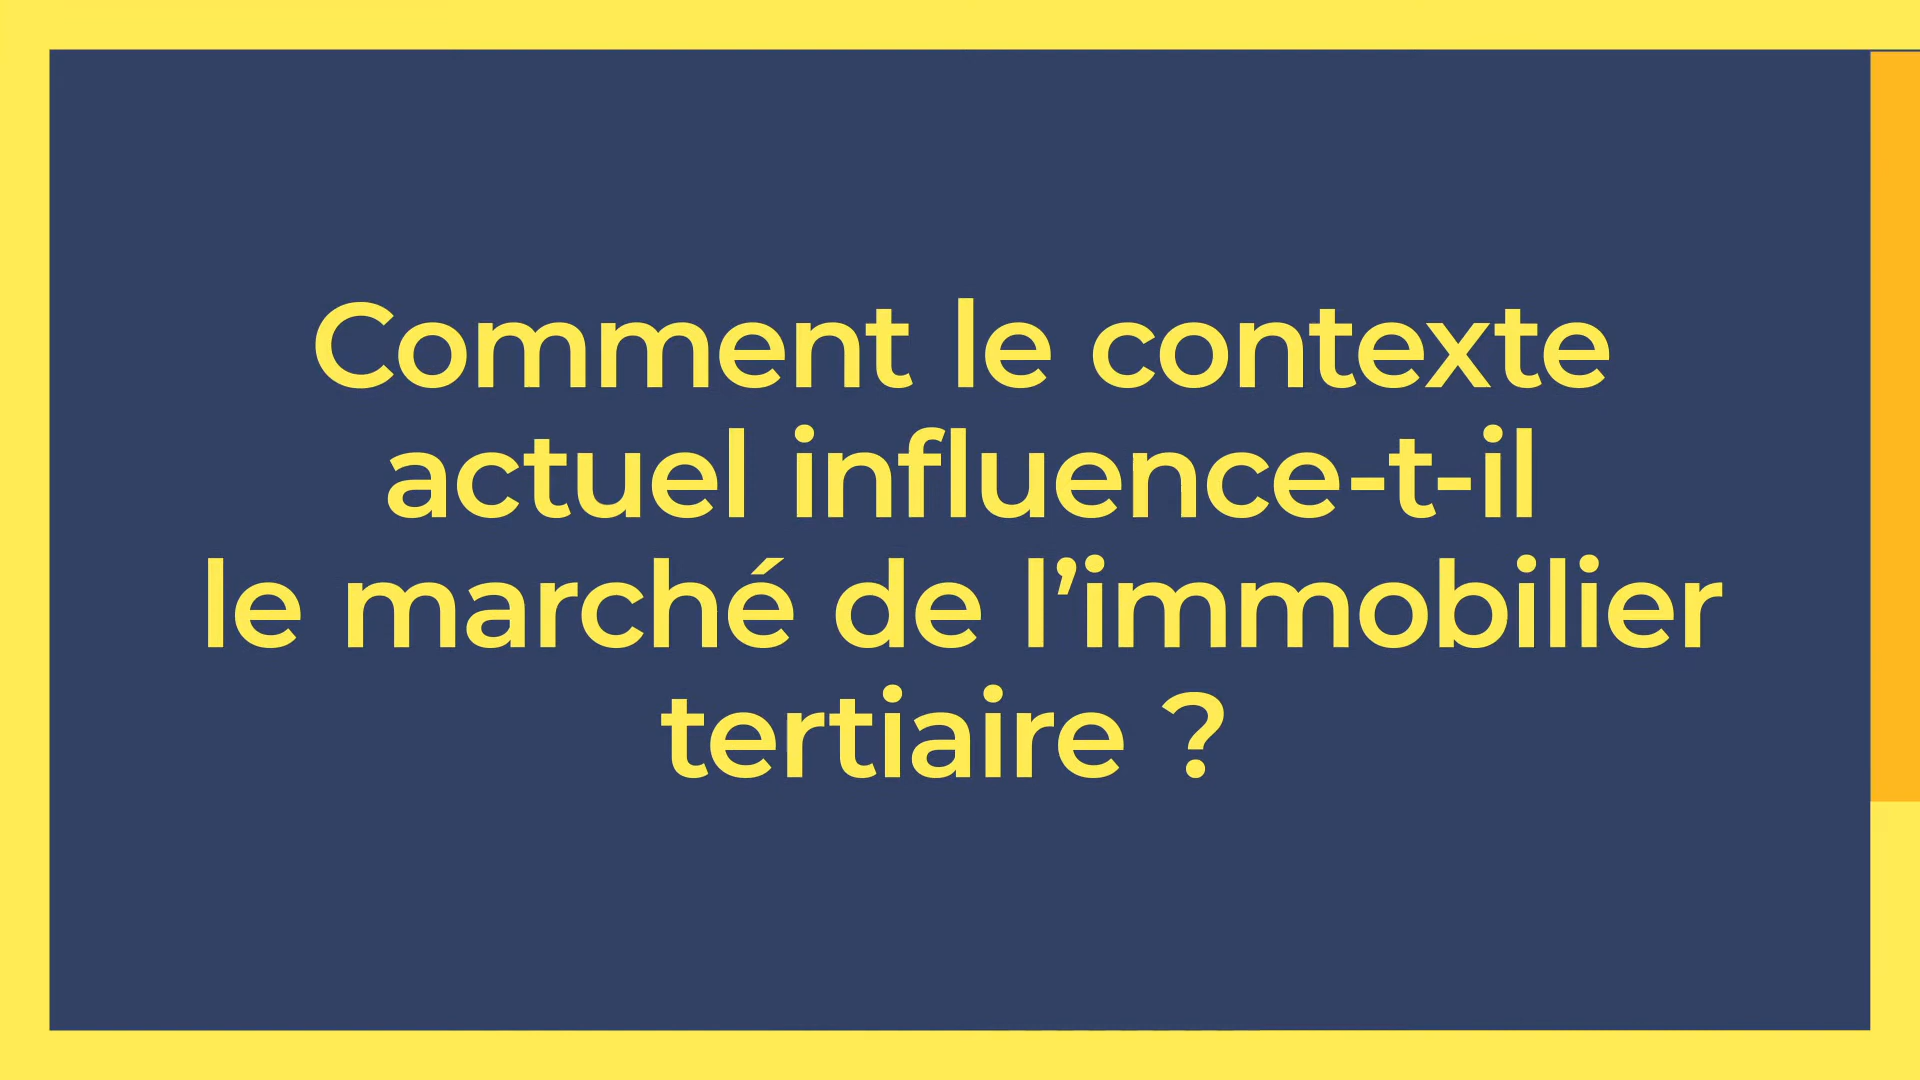 Comment le contexte
actuel influence-t-il
le marché de l’immobilier
tertiaire ?